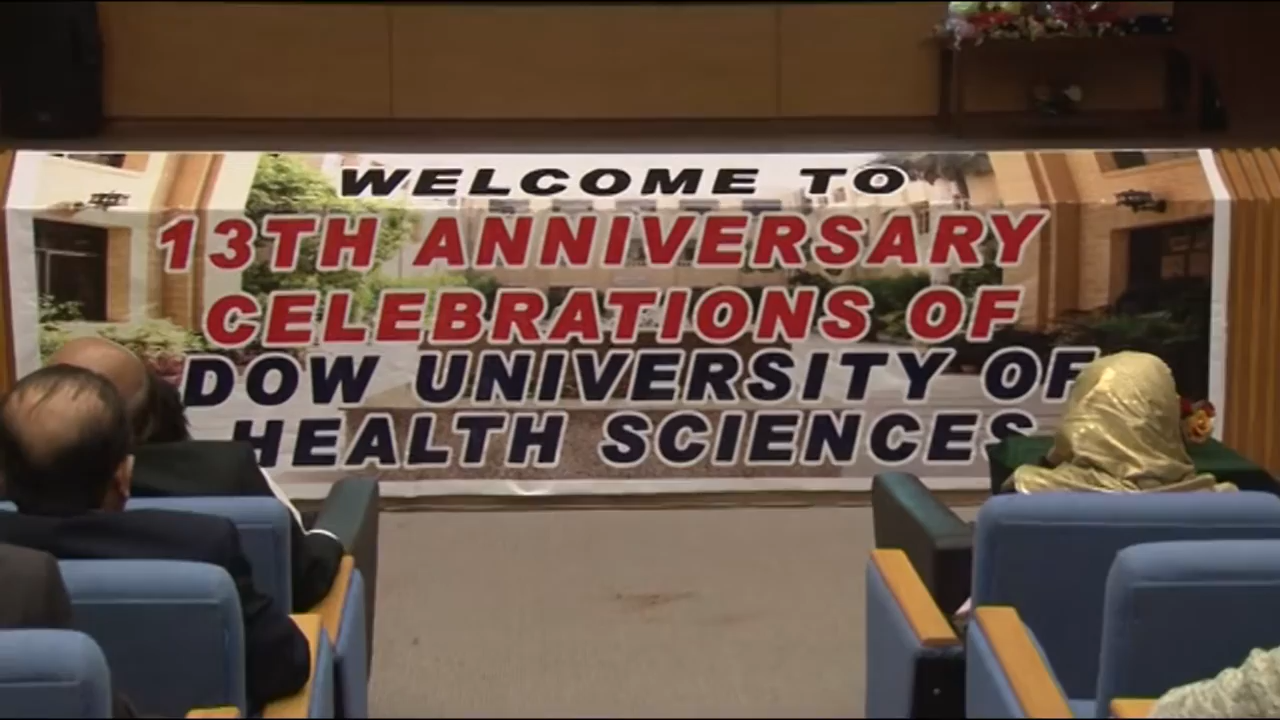 WELCOME TO
13TH ANNIVERSARY
CELEBRATIONS OF
DOW UNIVERSITY OF
HEALTH SCIENCES